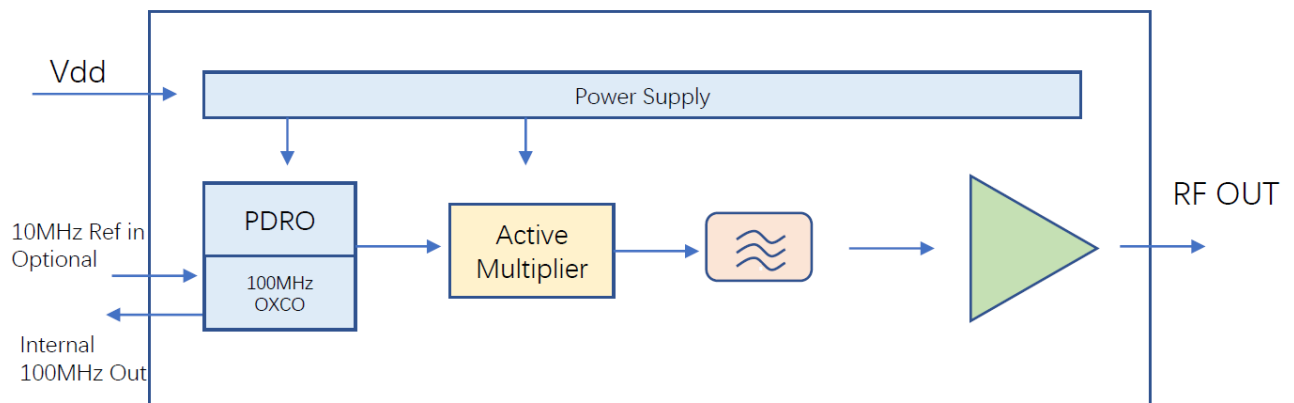 Vdd
Power Supply
PDRO
10MHz Ref in
Optional
100MHz
OXCO
Internal
100MHz Out
Active
Multiplier
RF OUT